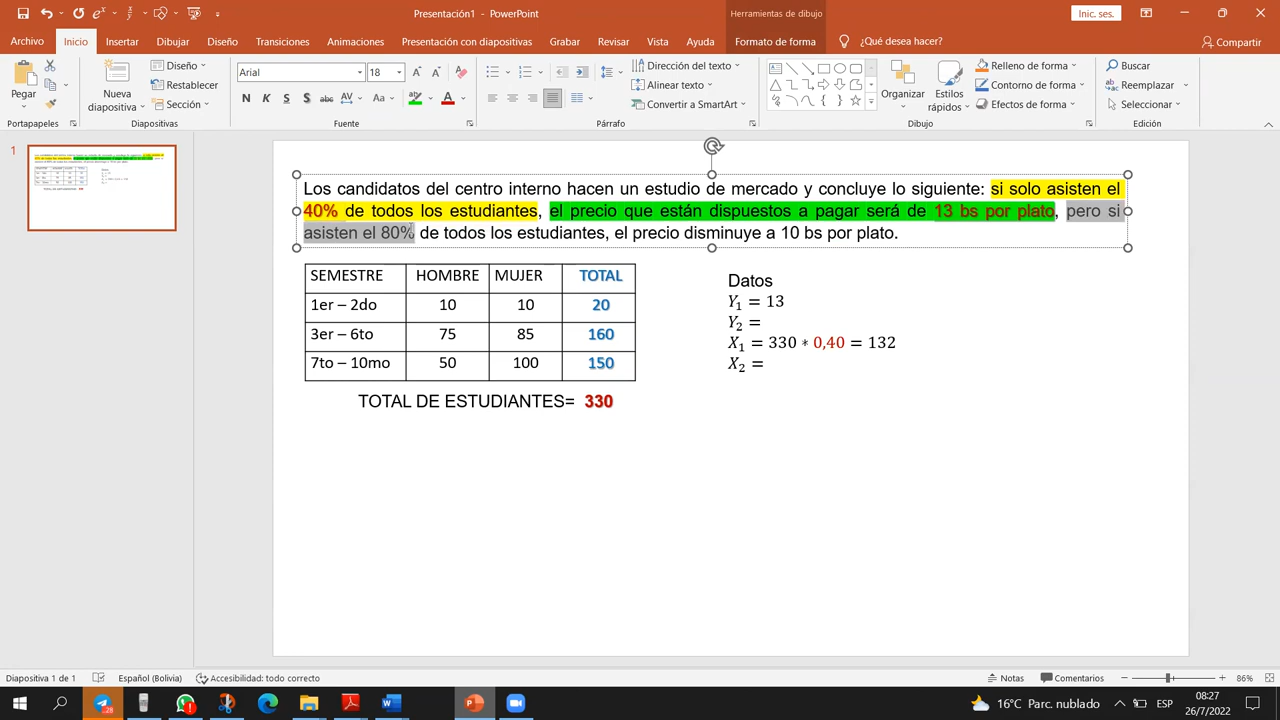 Presentación1 - PowerPoint
Herramientas de dibujo
Inic. ses.
Archivo Inicio Insertar Dibujar Diseño Transiciones Animaciones Presentación con diapositivas Grabar Revisar Vista Ayuda Formato de forma ¿Qué desea hacer? Compartir
Pegar
Nueva diapositiva
Diseño
Restablecer
Sección
Arial 18
N K S S abc AV Aa A
Dirección del texto
Alinear texto
Convertir a SmartArt
Organizar
Estilos rápidos
Relleno de forma
Contorno de forma
Efectos de forma
Buscar
Reemplazar
Seleccionar
Portapapeles Diapositivas Fuente Párrafo Dibujo Edición
1
Los candidatos del centro interno hacen un estudio de mercado y concluye lo siguiente: si solo asisten el
40% de todos los estudiantes, el precio que están dispuestos a pagar será de 13 bs por plato, pero si
asisten el 80% de todos los estudiantes, el precio disminuye a 10 bs por plato.
SEMESTRE HOMBRE MUJER TOTAL
1er – 2do 10 10 20
3er – 6to 75 85 160
7to – 10mo 50 100 150
TOTAL DE ESTUDIANTES= 330
Datos
Y₁ = 13
Y₂ =
X₁ = 330 ∗ 0,40 = 132
X₂ =
Diapositiva 1 de 1 Español (Bolivia) Accesibilidad: todo correcto Notas Comentarios 86%
16°C Parc. nublado ESP 08:27
26/7/2022